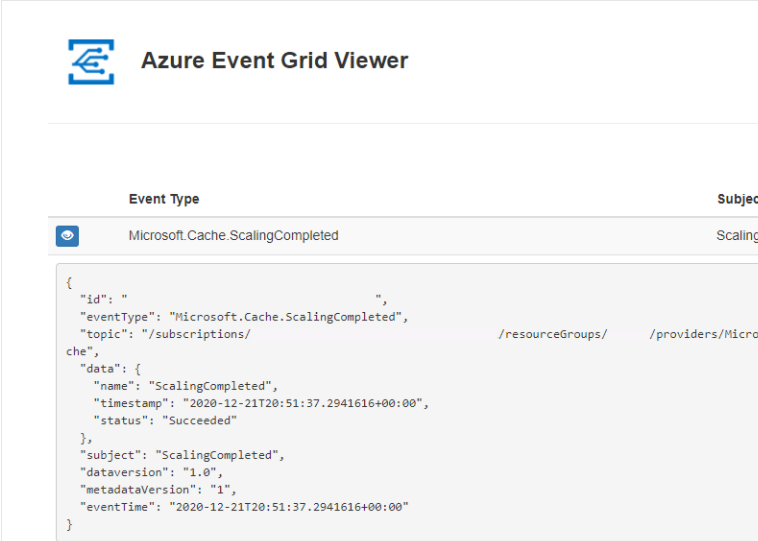 Azure Event Grid Viewer
Event Type Subjec
Microsoft.Cache.ScalingCompleted Scaling
{
"id": " ",
"eventType": "Microsoft.Cache.ScalingCompleted",
"topic": "/subscriptions/ /resourceGroups/ /providers/Micro
che",
"data": {
"name": "ScalingCompleted",
"timestamp": "2020-12-21T20:51:37.2941616+00:00",
"status": "Succeeded"
},
"subject": "ScalingCompleted",
"dataversion": "1.0",
"metadataVersion": "1",
"eventTime": "2020-12-21T20:51:37.2941616+00:00"
}